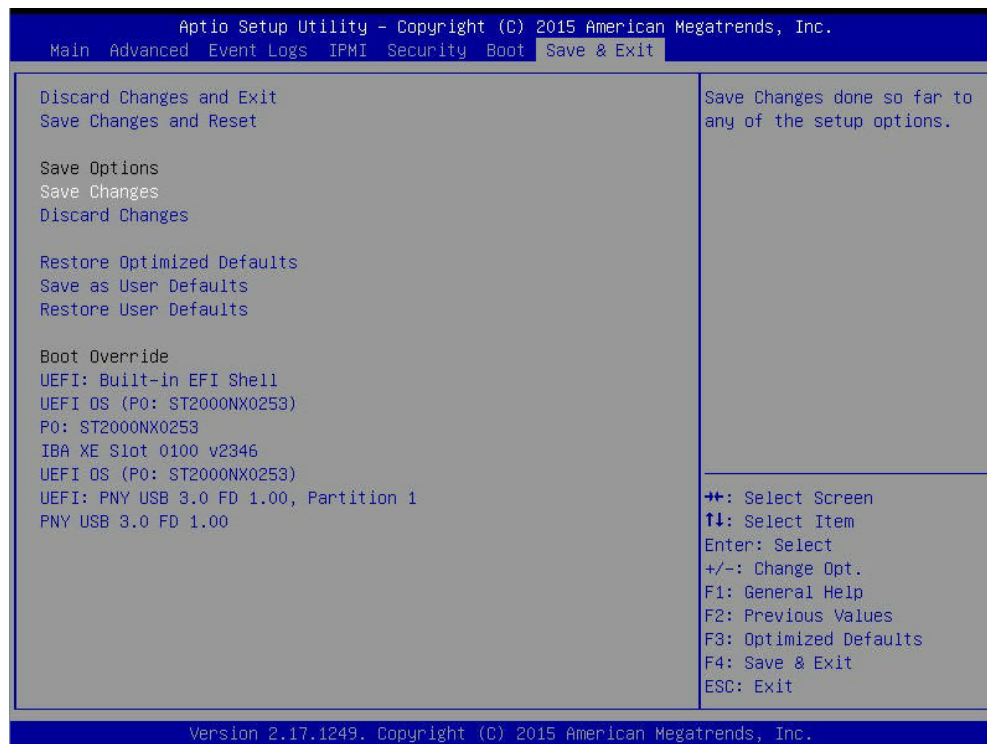 Aptio Setup Utility – Copyright (C) 2015 American Megatrends, Inc.
Main Advanced Event Logs IPMI Security Boot Save & Exit
Discard Changes and Exit
Save Changes and Reset
Save Options
Save Changes
Discard Changes
Restore Optimized Defaults
Save as User Defaults
Restore User Defaults
Boot Override
UEFI: Built-in EFI Shell
UEFI OS (P0: ST2000NX0253)
P0: ST2000NX0253
IBA XE Slot 0100 v2346
UEFI OS (P0: ST2000NX0253)
UEFI: PNY USB 3.0 FD 1.00, Partition 1
PNY USB 3.0 FD 1.00
Save Changes done so far to
any of the setup options.
→←: Select Screen
↑↓: Select Item
Enter: Select
+/-: Change Opt.
F1: General Help
F2: Previous Values
F3: Optimized Defaults
F4: Save & Exit
ESC: Exit
Version 2.17.1249. Copyright (C) 2015 American Megatrends, Inc.